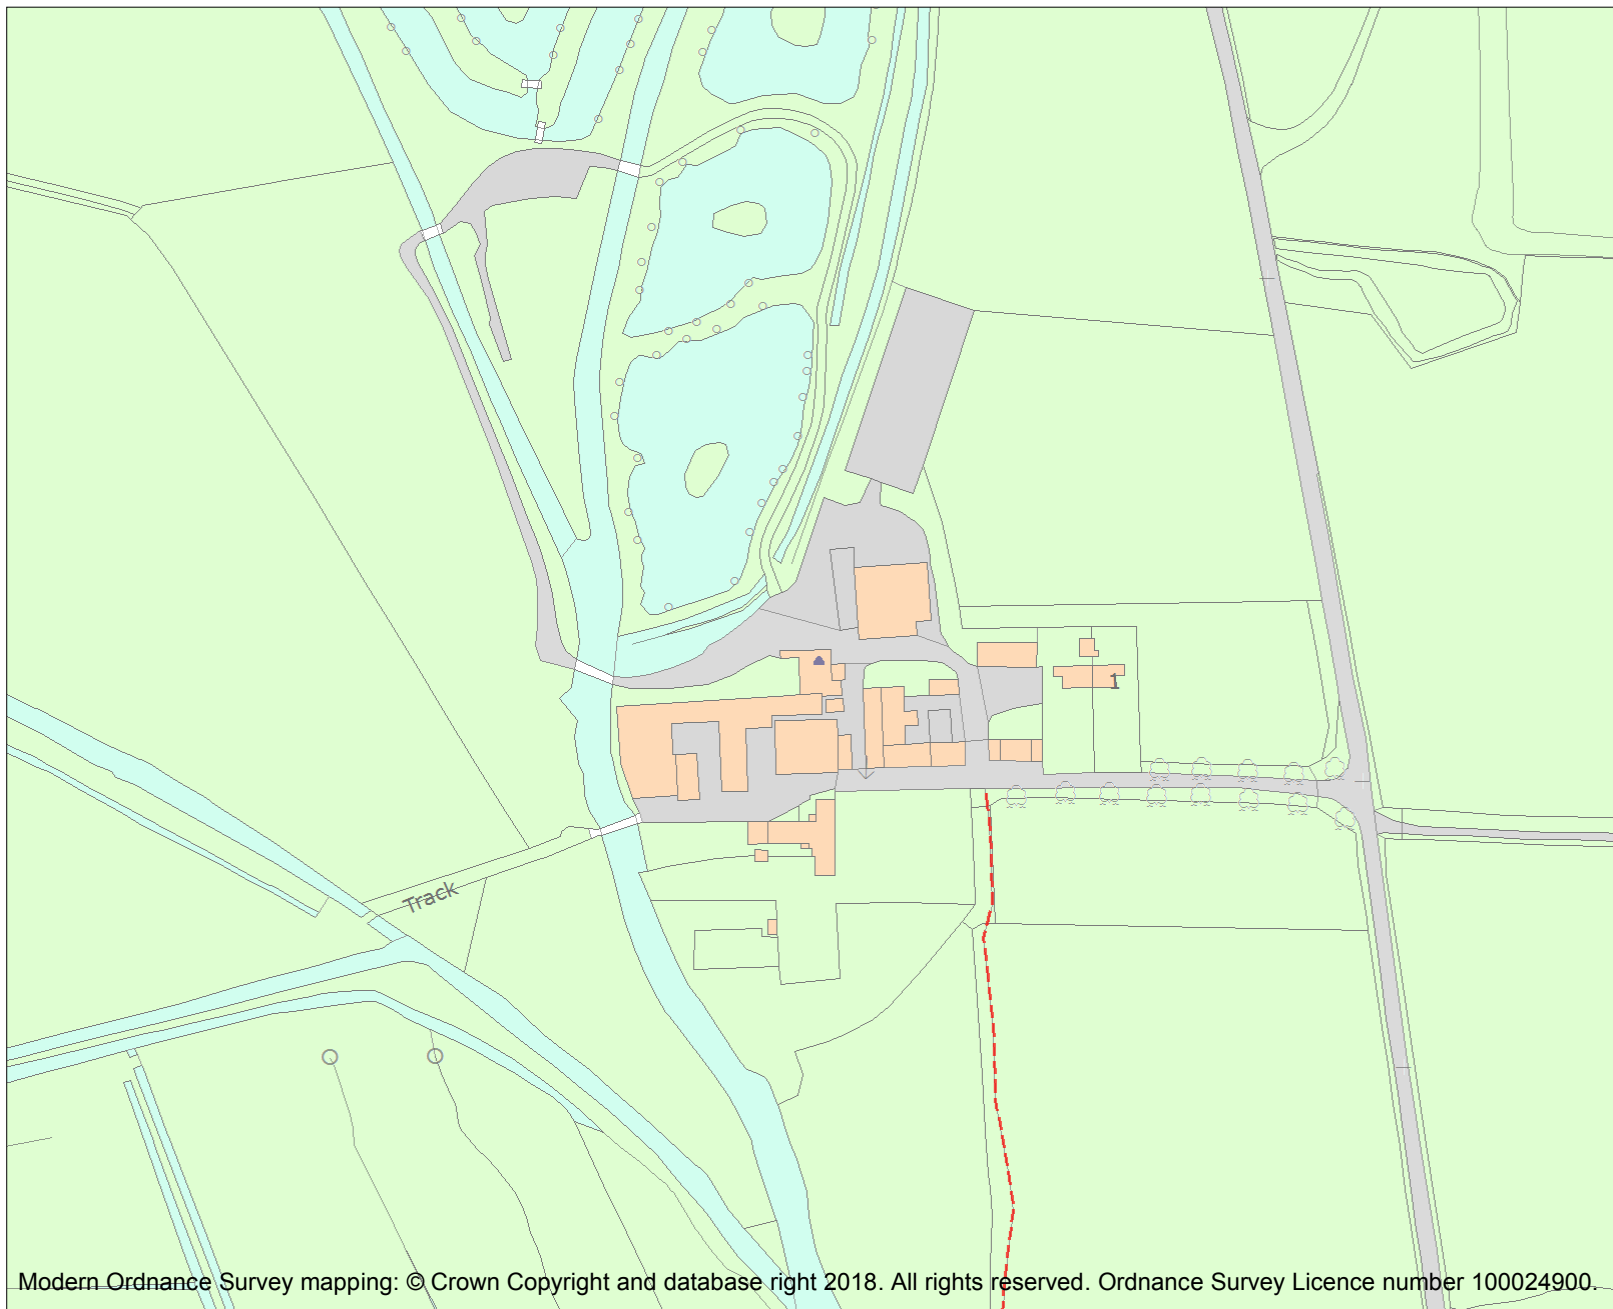 1
Track
Modern Ordnance Survey mapping: © Crown Copyright and database right 2018. All rights reserved. Ordnance Survey Licence number 100024900.